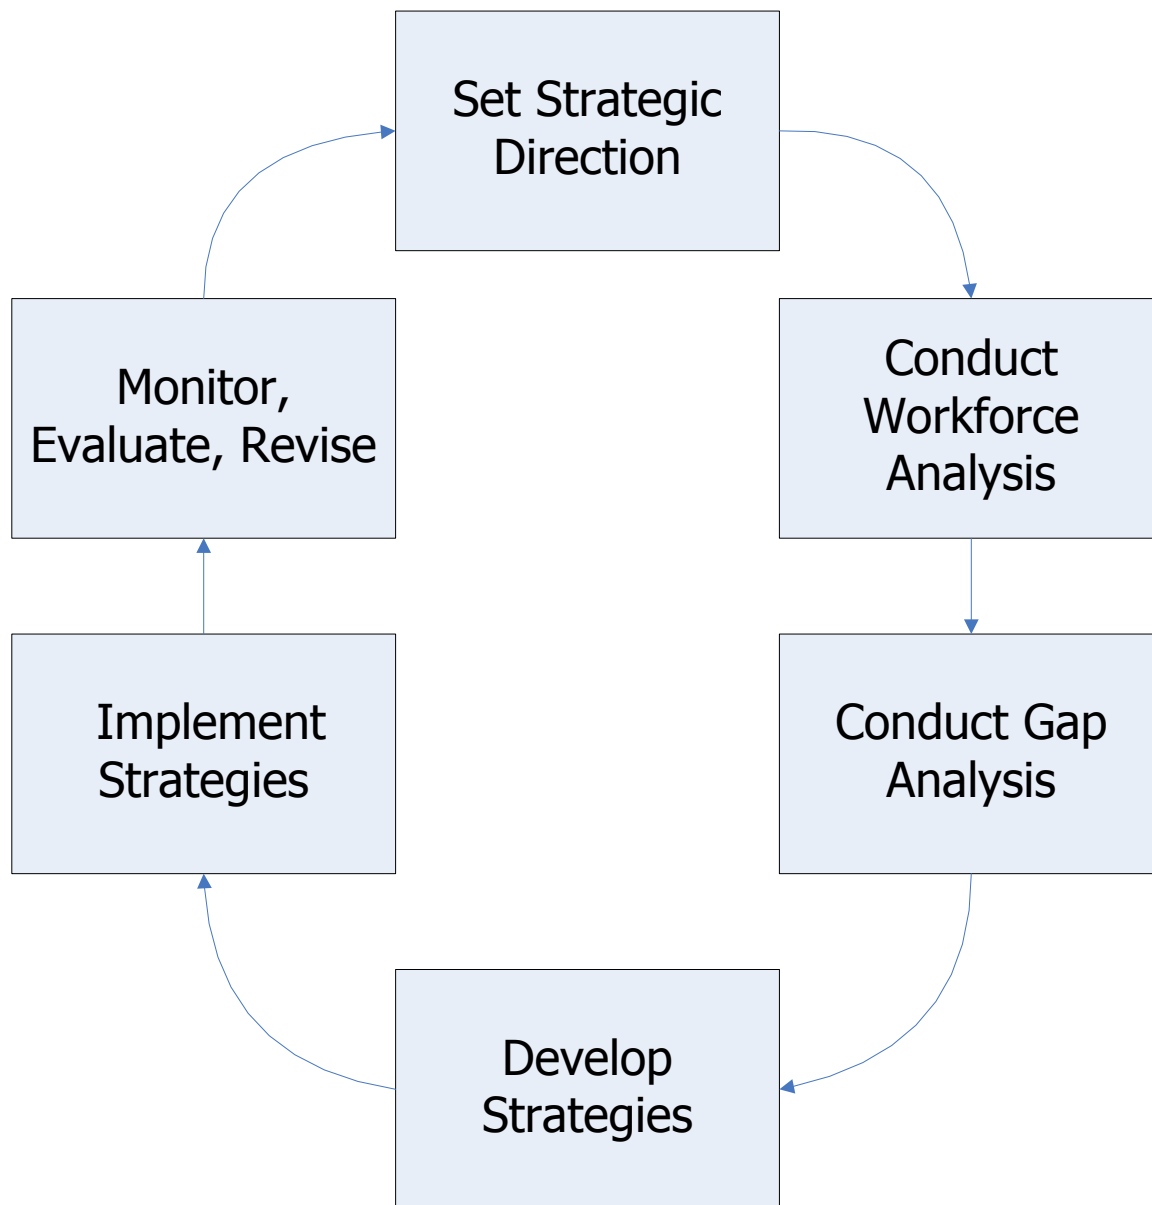 Set Strategic
Direction
Conduct
Workforce
Analysis
Conduct Gap
Analysis
Develop
Strategies
Implement
Strategies
Monitor,
Evaluate, Revise